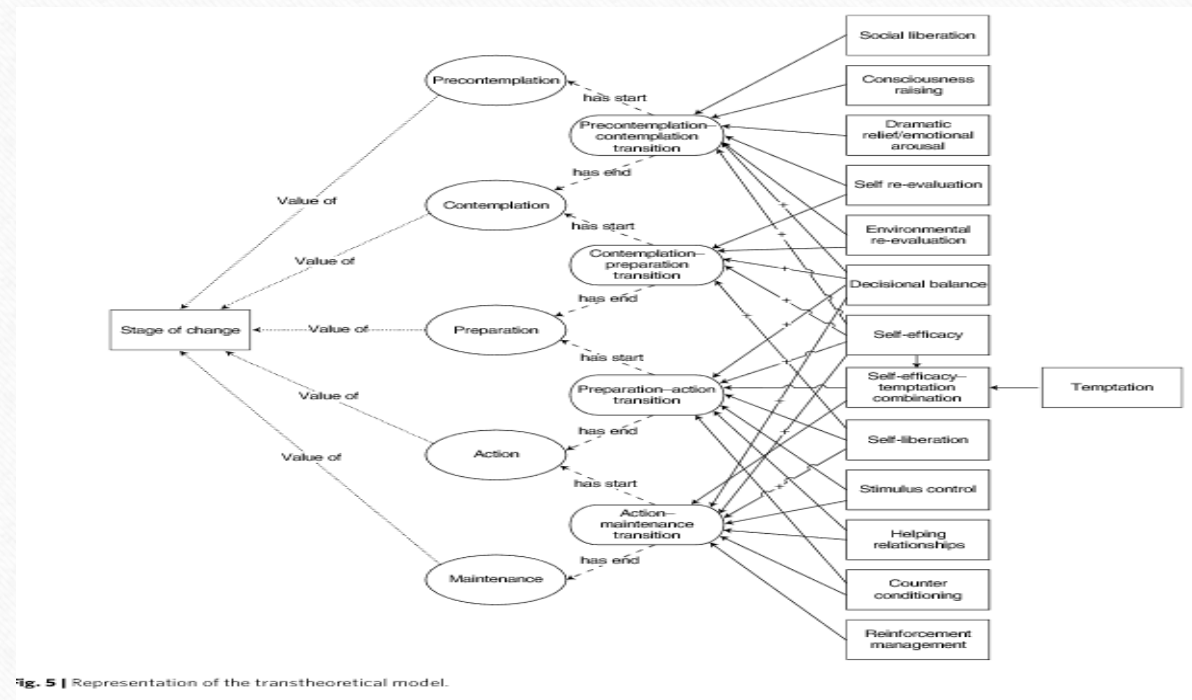 Social liberation
Precontemplation
Consciousness
raising
has start
Precontemplation–
contemplation
transition
Dramatic
relief/emotional
arousal
has end
Self re-evaluation
Value of
Contemplation
has start
Environmental
re-evaluation
Value of
Contemplation–
preparation
transition
+
Decisional balance
has end
+
+
+
Stage of change
Value of
Preparation
Self-efficacy
has start
Preparation–action
transition
Self-efficacy–
temptation
combination
Temptation
Value of
has end
+
Self-liberation
Value of
Action
has start
+
Stimulus control
Action–
maintenance
transition
Helping
relationships
has end
Maintenance
Counter
conditioning
Reinforcement
management
Fig. 5 | Representation of the transtheoretical model.